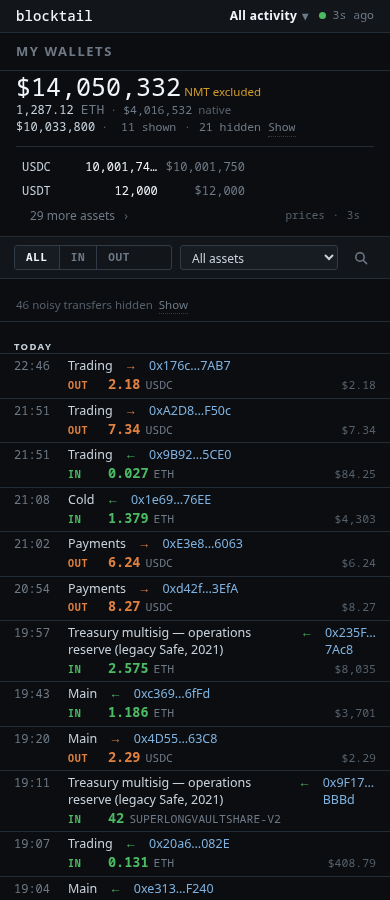 blocktail All activity ▾ ● 3s ago
MY WALLETS
$14,050,332 NMT excluded
1,287.12 ETH · $4,016,532 native
$10,033,800 · 11 shown · 21 hidden Show
USDC 10,001,74… $10,001,750
USDT 12,000 $12,000
29 more assets › prices · 3s
ALL IN OUT All assets
46 noisy transfers hidden Show
TODAY
22:46 Trading → 0x176c…7AB7
OUT 2.18 USDC $2.18
21:51 Trading → 0xA2D8…F50c
OUT 7.34 USDC $7.34
21:51 Trading ← 0x9B92…5CE0
IN 0.027 ETH $84.25
21:08 Cold ← 0x1e69…76EE
IN 1.379 ETH $4,303
21:02 Payments → 0xE3e8…6063
OUT 6.24 USDC $6.24
20:54 Payments → 0xd42f…3EfA
OUT 8.27 USDC $8.27
19:57 Treasury multisig — operations ← 0x235F…
reserve (legacy Safe, 2021) 7Ac8
IN 2.575 ETH $8,035
19:43 Main ← 0xc369…6fFd
IN 1.186 ETH $3,701
19:20 Main → 0x4D55…63C8
OUT 2.29 USDC $2.29
19:11 Treasury multisig — operations ← 0x9F17…
reserve (legacy Safe, 2021) BBBd
IN 42 SUPERLONGVAULTSHARE-V2
19:07 Trading ← 0x20a6…082E
IN 0.131 ETH $408.79
19:04 Main ← 0xe313…F240